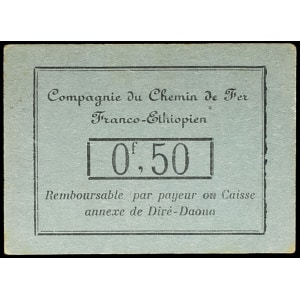 Compagnie du Chemin de Fer
Franco-Ethiopien
0f,50
Remboursable par payeur ou Caisse
annexe de Diré-Daoua